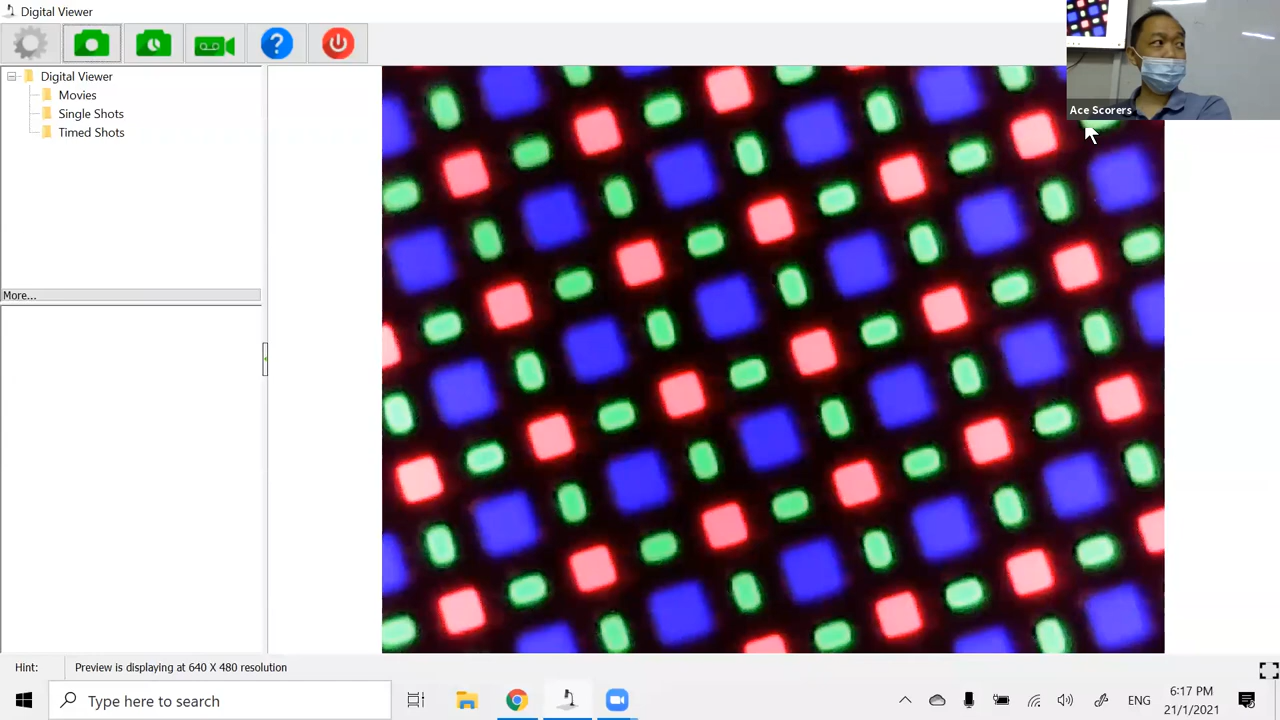 Digital Viewer
Ace Scorers
Digital Viewer
Movies
Single Shots
Timed Shots
More...
Hint:
Preview is displaying at 640 X 480 resolution
Type here to search
ENG
6:17 PM
21/1/2021